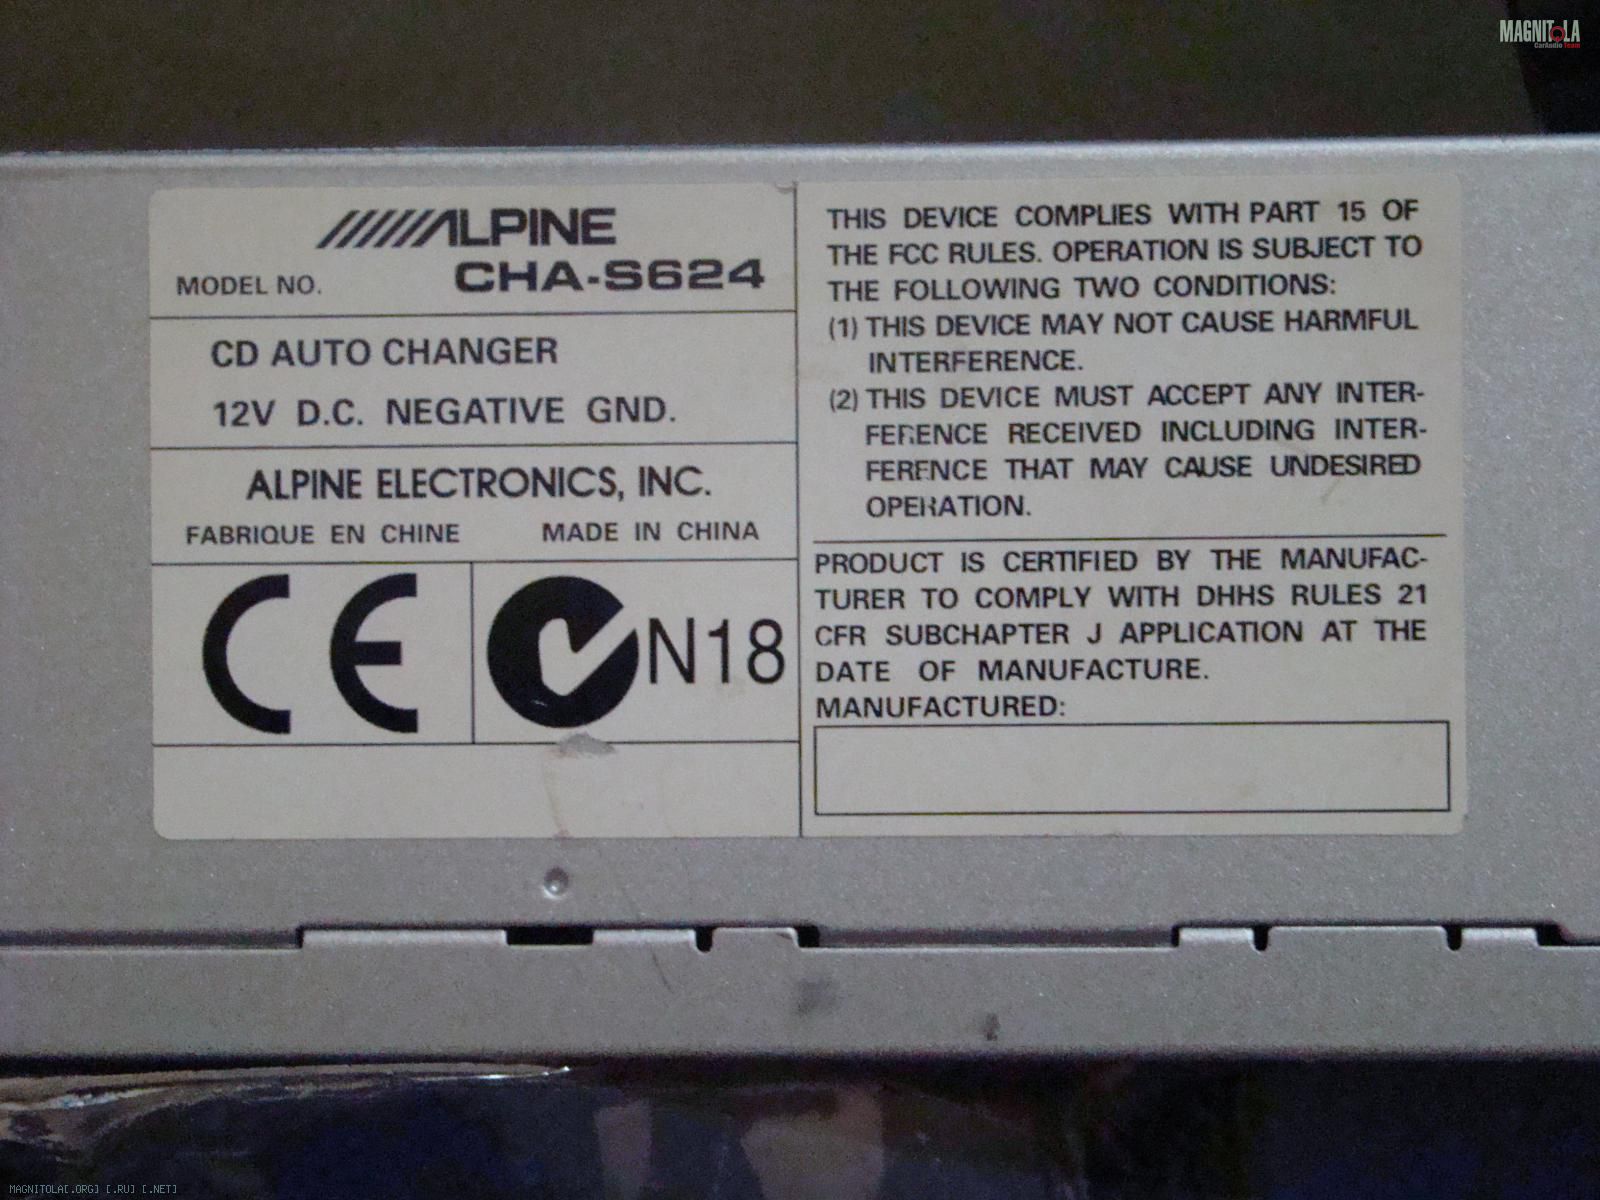 MAGNITOLA
CarAudio Team
ALPINE
MODEL NO. CHA-S624
CD AUTO CHANGER
12V D.C. NEGATIVE GND.
ALPINE ELECTRONICS, INC.
FABRIQUE EN CHINE MADE IN CHINA
CE N18
THIS DEVICE COMPLIES WITH PART 15 OF
THE FCC RULES. OPERATION IS SUBJECT TO
THE FOLLOWING TWO CONDITIONS:
(1) THIS DEVICE MAY NOT CAUSE HARMFUL
INTERFERENCE.
(2) THIS DEVICE MUST ACCEPT ANY INTER-
FERENCE RECEIVED INCLUDING INTER-
FERENCE THAT MAY CAUSE UNDESIRED
OPERATION.
PRODUCT IS CERTIFIED BY THE MANUFAC-
TURER TO COMPLY WITH DHHS RULES 21
CFR SUBCHAPTER J APPLICATION AT THE
DATE OF MANUFACTURE.
MANUFACTURED:
MAGNITOLA[.ORG] [.RU] [.NET]